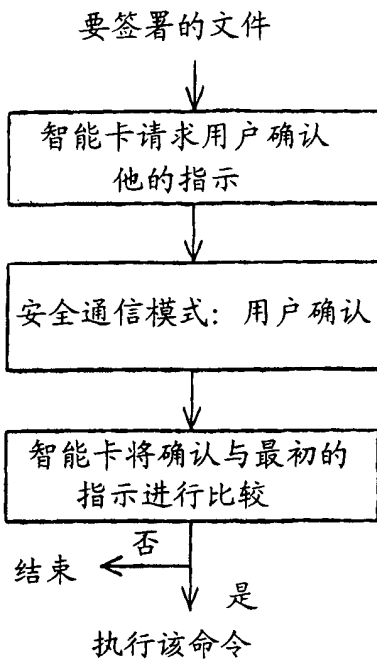 要签署的文件
智能卡请求用户确认
他的指示
安全通信模式：用户确认
智能卡将确认与最初的
指示进行比较
否
结束
是
执行该命令